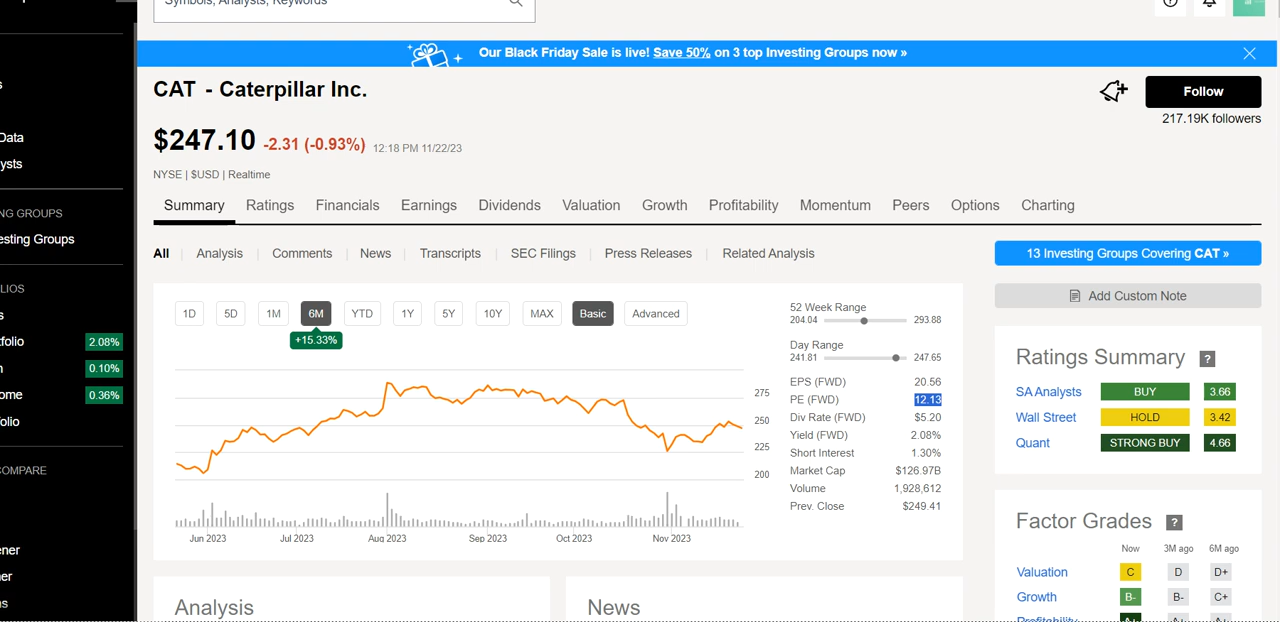 Symbols, Analysts, Keywords
Our Black Friday Sale is live! Save 50% on 3 top Investing Groups now »
CAT - Caterpillar Inc.
Follow
217.19K followers
$247.10 -2.31 (-0.93%) 12:18 PM 11/22/23
NYSE | $USD | Realtime
Summary Ratings Financials Earnings Dividends Valuation Growth Profitability Momentum Peers Options Charting
All Analysis Comments News Transcripts SEC Filings Press Releases Related Analysis
1D 5D 1M 6M YTD 1Y 5Y 10Y MAX Basic Advanced
+15.33%
275
250
225
200
Jun 2023 Jul 2023 Aug 2023 Sep 2023 Oct 2023 Nov 2023
52 Week Range
204.04 293.88
Day Range
241.81 247.65
EPS (FWD) 20.56
PE (FWD) 12.13
Div Rate (FWD) $5.20
Yield (FWD) 2.08%
Short Interest 1.30%
Market Cap $126.97B
Volume 1,928,612
Prev. Close $249.41
13 Investing Groups Covering CAT »
Add Custom Note
Ratings Summary ?
SA Analysts BUY 3.66
Wall Street HOLD 3.42
Quant STRONG BUY 4.66
Factor Grades ?
Now 3M ago 6M ago
Valuation C D D+
Growth B- B- C+
Profitability A+ A+ A+
Analysis
News
s
Data
ysts
NG GROUPS
esting Groups
LIOS
s
tfolio 2.08%
n 0.10%
ome 0.36%
folio
COMPARE
ener
ner
ns